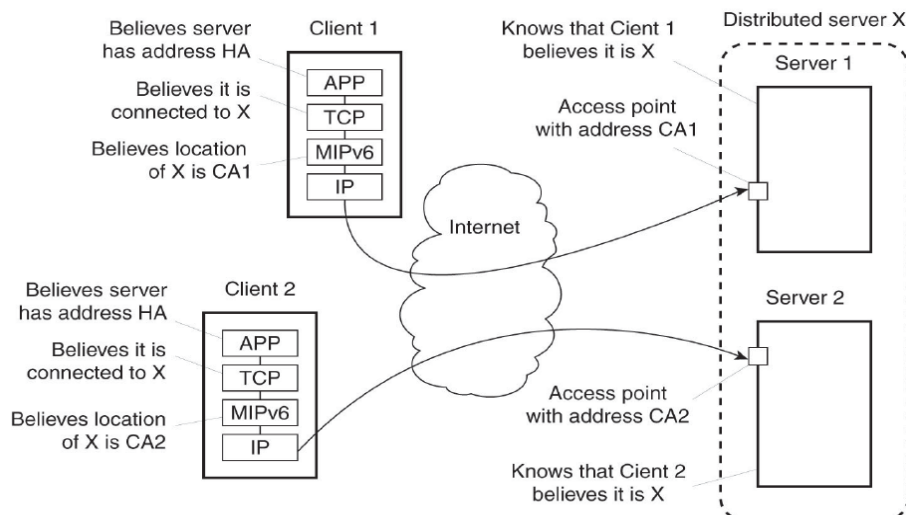 Believes server
has address HA
Client 1
APP
Believes it is
connected to X
TCP
Believes location
of X is CA1
MIPv6
IP
Knows that Cient 1
believes it is X
Distributed server X
Server 1
Access point
with address CA1
Internet
Believes server
has address HA
Client 2
APP
Believes it is
connected to X
TCP
Believes location
of X is CA2
MIPv6
IP
Server 2
Access point
with address CA2
Knows that Cient 2
believes it is X